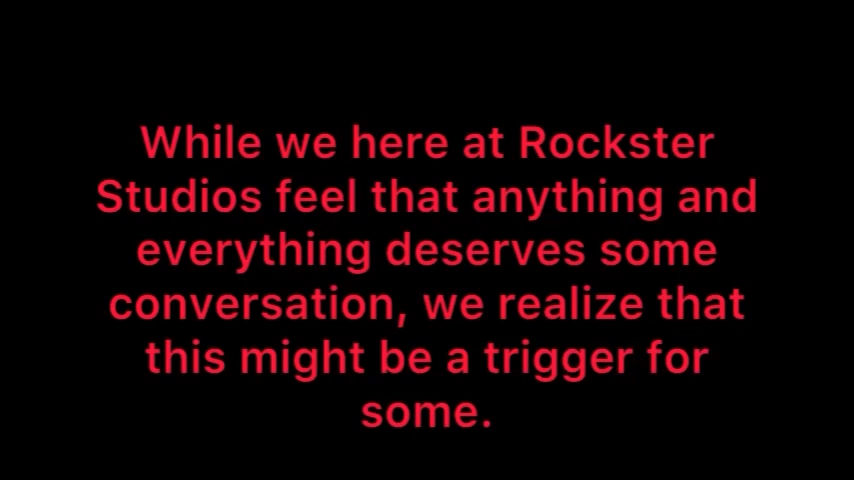 While we here at Rockster
Studios feel that anything and
everything deserves some
conversation, we realize that
this might be a trigger for
some.